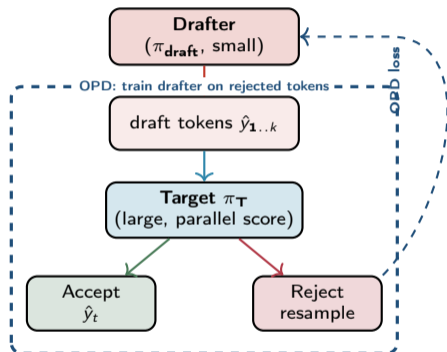 Drafter
(π_draft, small)
OPD: train drafter on rejected tokens
OPD loss
draft tokens ŷ_1..k
Target π_T
(large, parallel score)
Accept
ŷ_t
Reject
resample